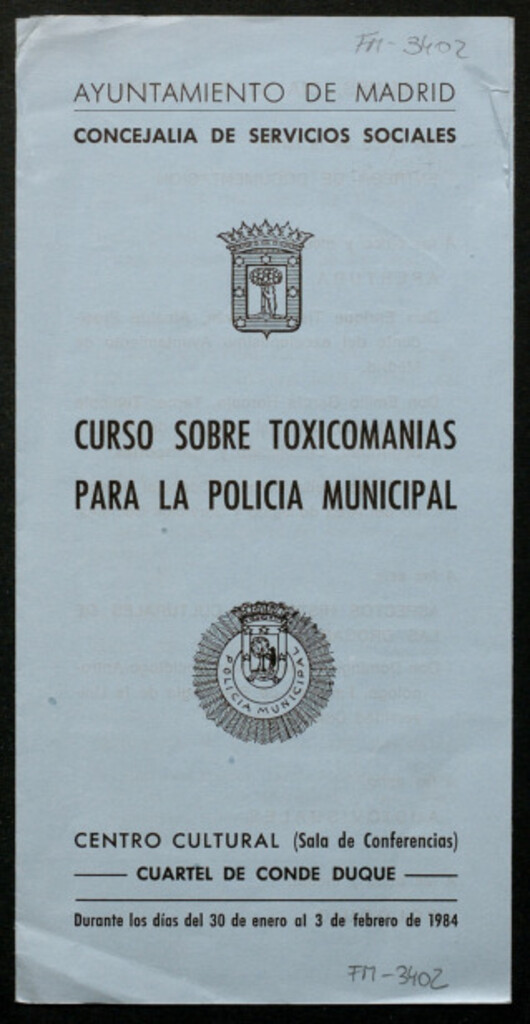 FM-3402
AYUNTAMIENTO DE MADRID
CONCEJALIA DE SERVICIOS SOCIALES
CURSO SOBRE TOXICOMANIAS
PARA LA POLICIA MUNICIPAL
POLICIA MUNICIPAL
CENTRO CULTURAL (Sala de Conferencias)
CUARTEL DE CONDE DUQUE
Durante los días del 30 de enero al 3 de febrero de 1984
FM-3402